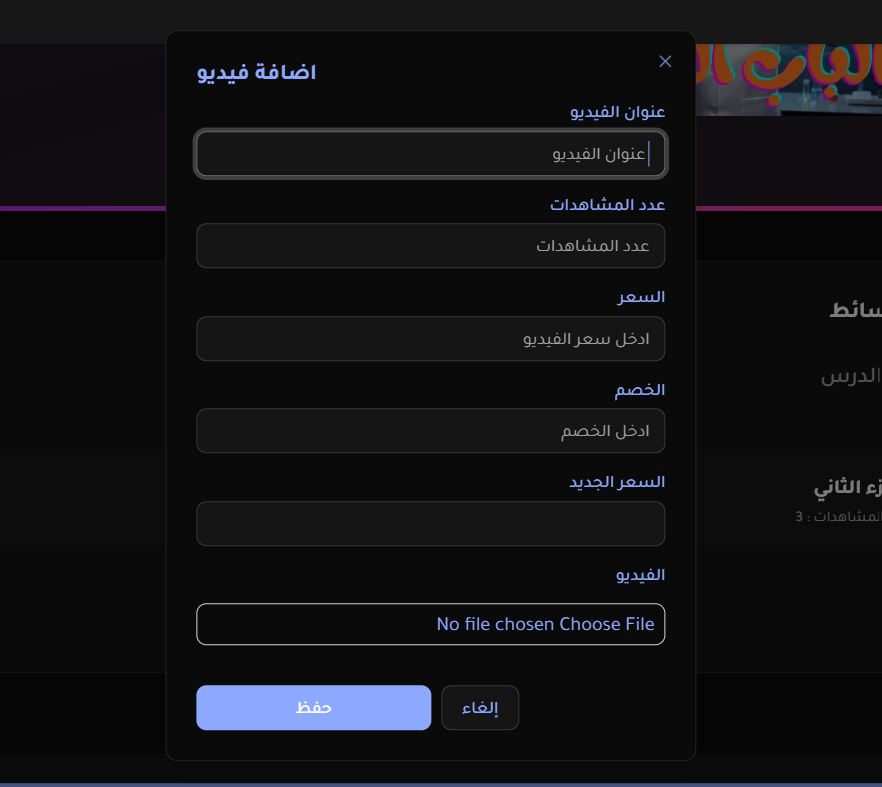 اضافة فيديو
عنوان الفيديو
عنوان الفيديو
عدد المشاهدات
عدد المشاهدات
السعر
ادخل سعر الفيديو
الخصم
ادخل الخصم
السعر الجديد
الفيديو
No file chosen Choose File
إلغاء
حفظ
الدرس
الثاني
المشاهدات : 3